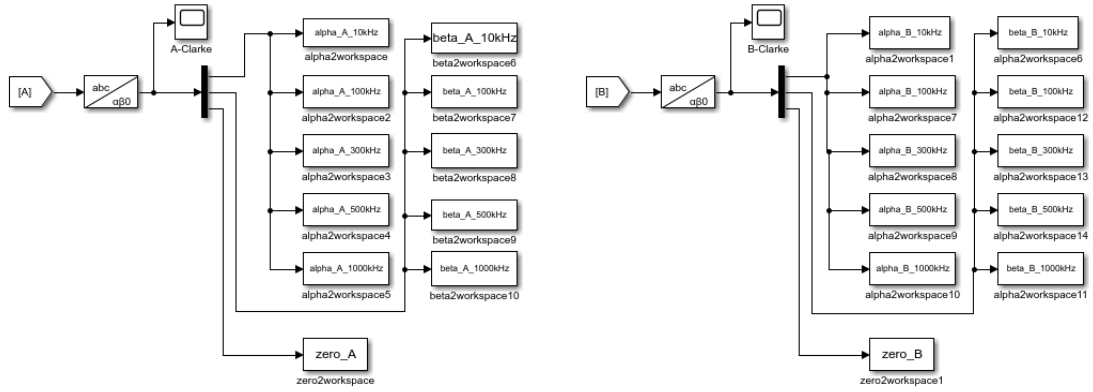 A-Clarke
[A]
abc
αβ0
alpha_A_10kHz
alpha2workspace
alpha_A_100kHz
alpha2workspace2
alpha_A_300kHz
alpha2workspace3
alpha_A_500kHz
alpha2workspace4
alpha_A_1000kHz
alpha2workspace5
beta_A_10kHz
beta2workspace6
beta_A_100kHz
beta2workspace7
beta_A_300kHz
beta2workspace8
beta_A_500kHz
beta2workspace9
beta_A_1000kHz
beta2workspace10
zero_A
zero2workspace
B-Clarke
[B]
abc
αβ0
alpha_B_10kHz
alpha2workspace1
alpha_B_100kHz
alpha2workspace7
alpha_B_300kHz
alpha2workspace8
alpha_B_500kHz
alpha2workspace9
alpha_B_1000kHz
alpha2workspace10
beta_B_10kHz
alpha2workspace6
beta_B_100kHz
alpha2workspace12
beta_B_300kHz
alpha2workspace13
beta_B_500kHz
alpha2workspace14
beta_B_1000kHz
alpha2workspace11
zero_B
zero2workspace1